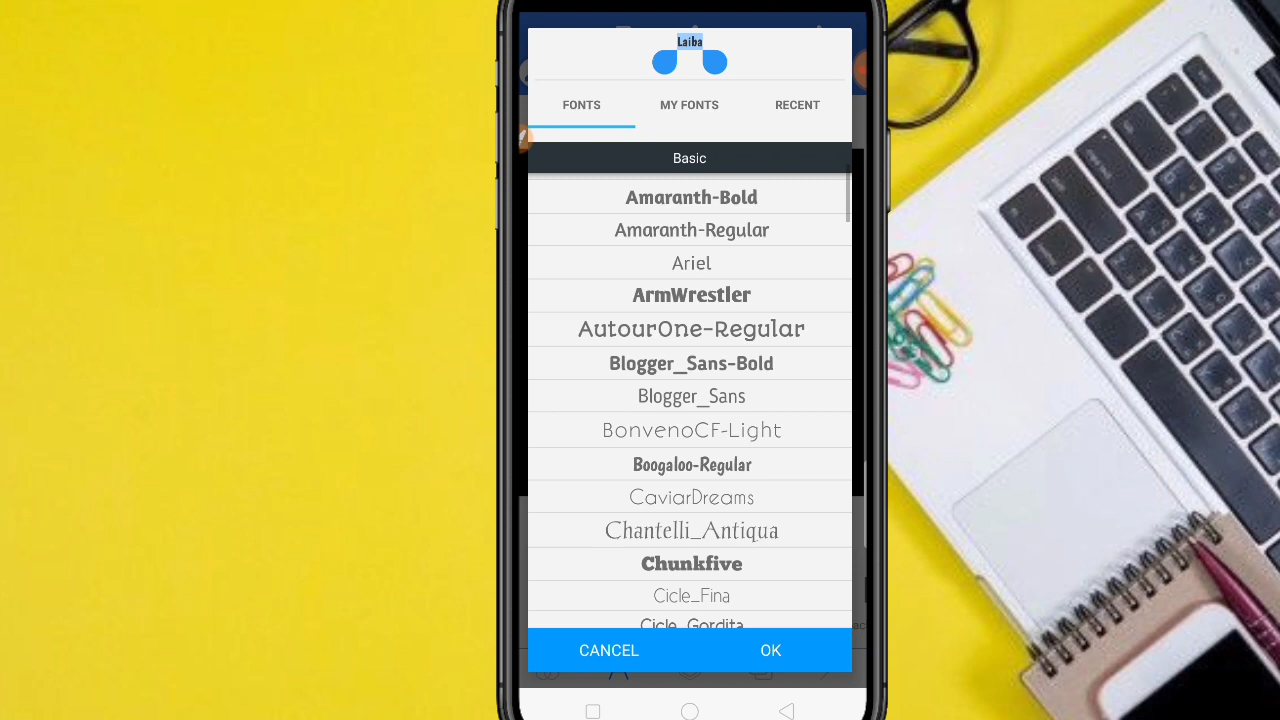 Laiba
FONTS MY FONTS RECENT
Basic
Amaranth-Bold
Amaranth-Regular
Ariel
ArmWrestler
AutourOne-Regular
Blogger_Sans-Bold
Blogger_Sans
BonvenoCF-Light
Boogaloo-Regular
CaviarDreams
Chantelli_Antiqua
Chunkfive
Cicle_Fina
Cicle_Gordita
CANCEL OK